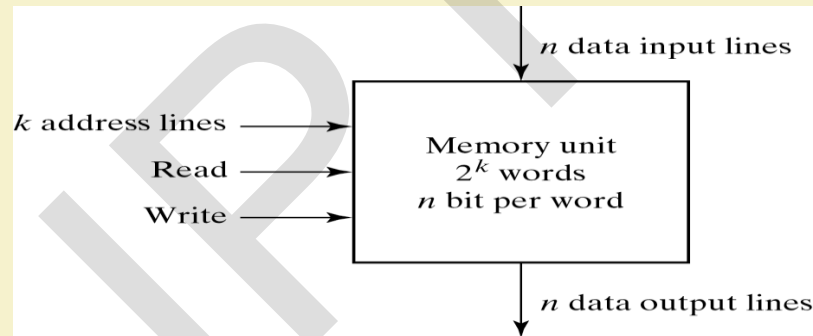 n data input lines
k address lines
Read
Write
Memory unit
2^k words
n bit per word
n data output lines